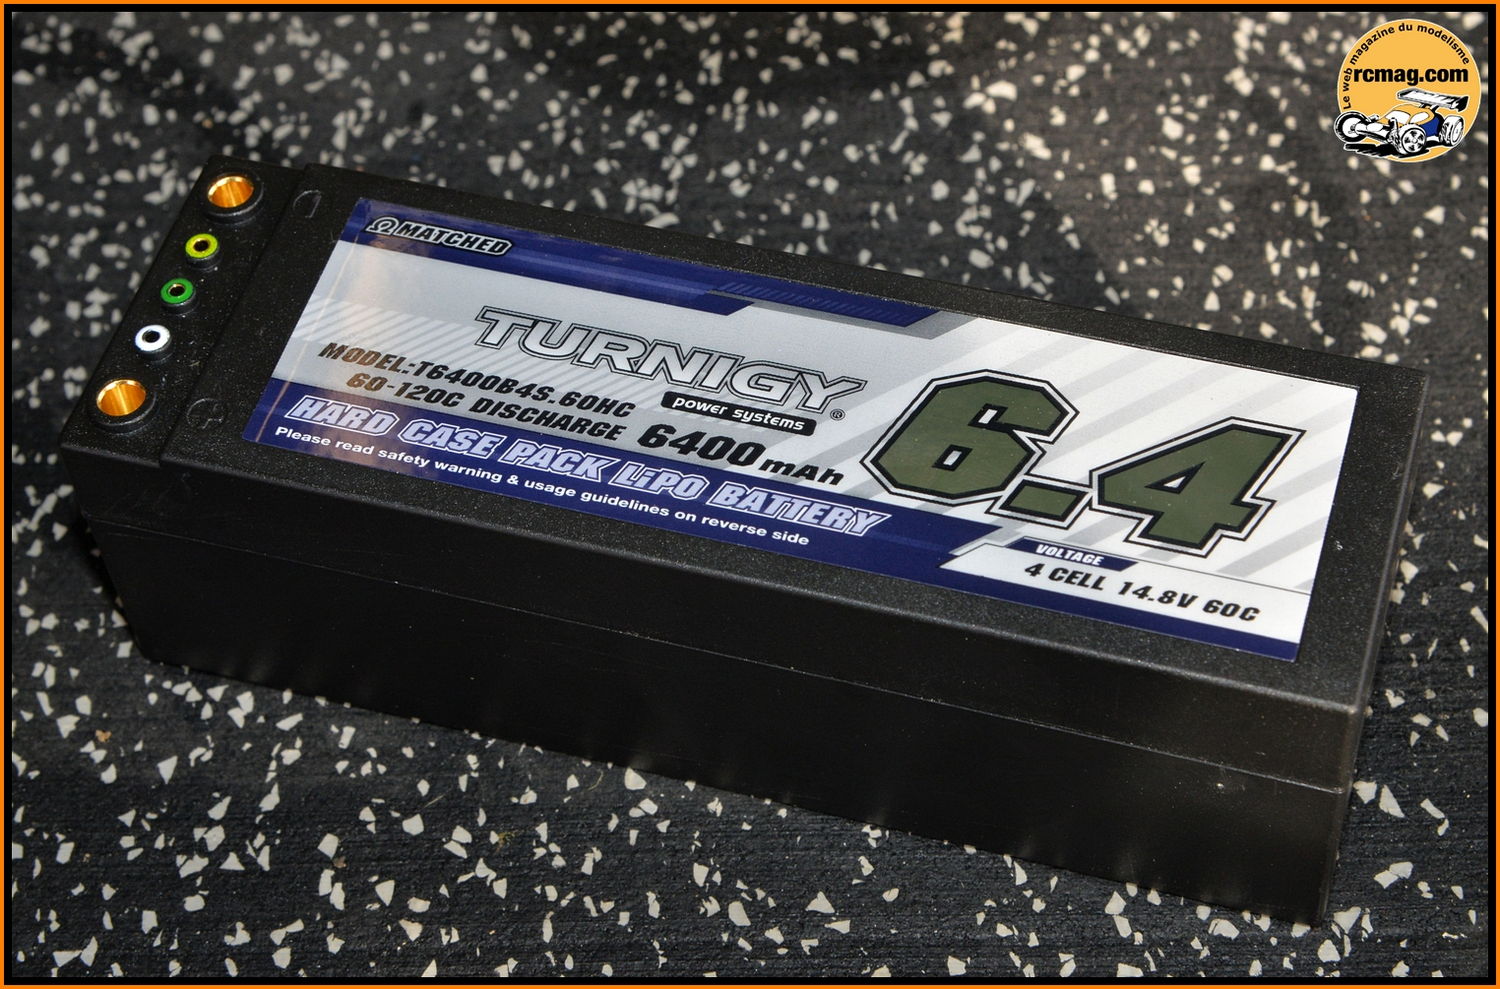 Le web magazine du modelisme
rcmag.com
Ω MATCHED
TURNIGY®
power systems
MODEL:T6400B4S.60HC
60-120C DISCHARGE 6400mAh
HARD CASE PACK LiPO BATTERY
Please read safety warning & usage guidelines on reverse side
6.4
VOLTAGE
4 CELL 14.8V 60C